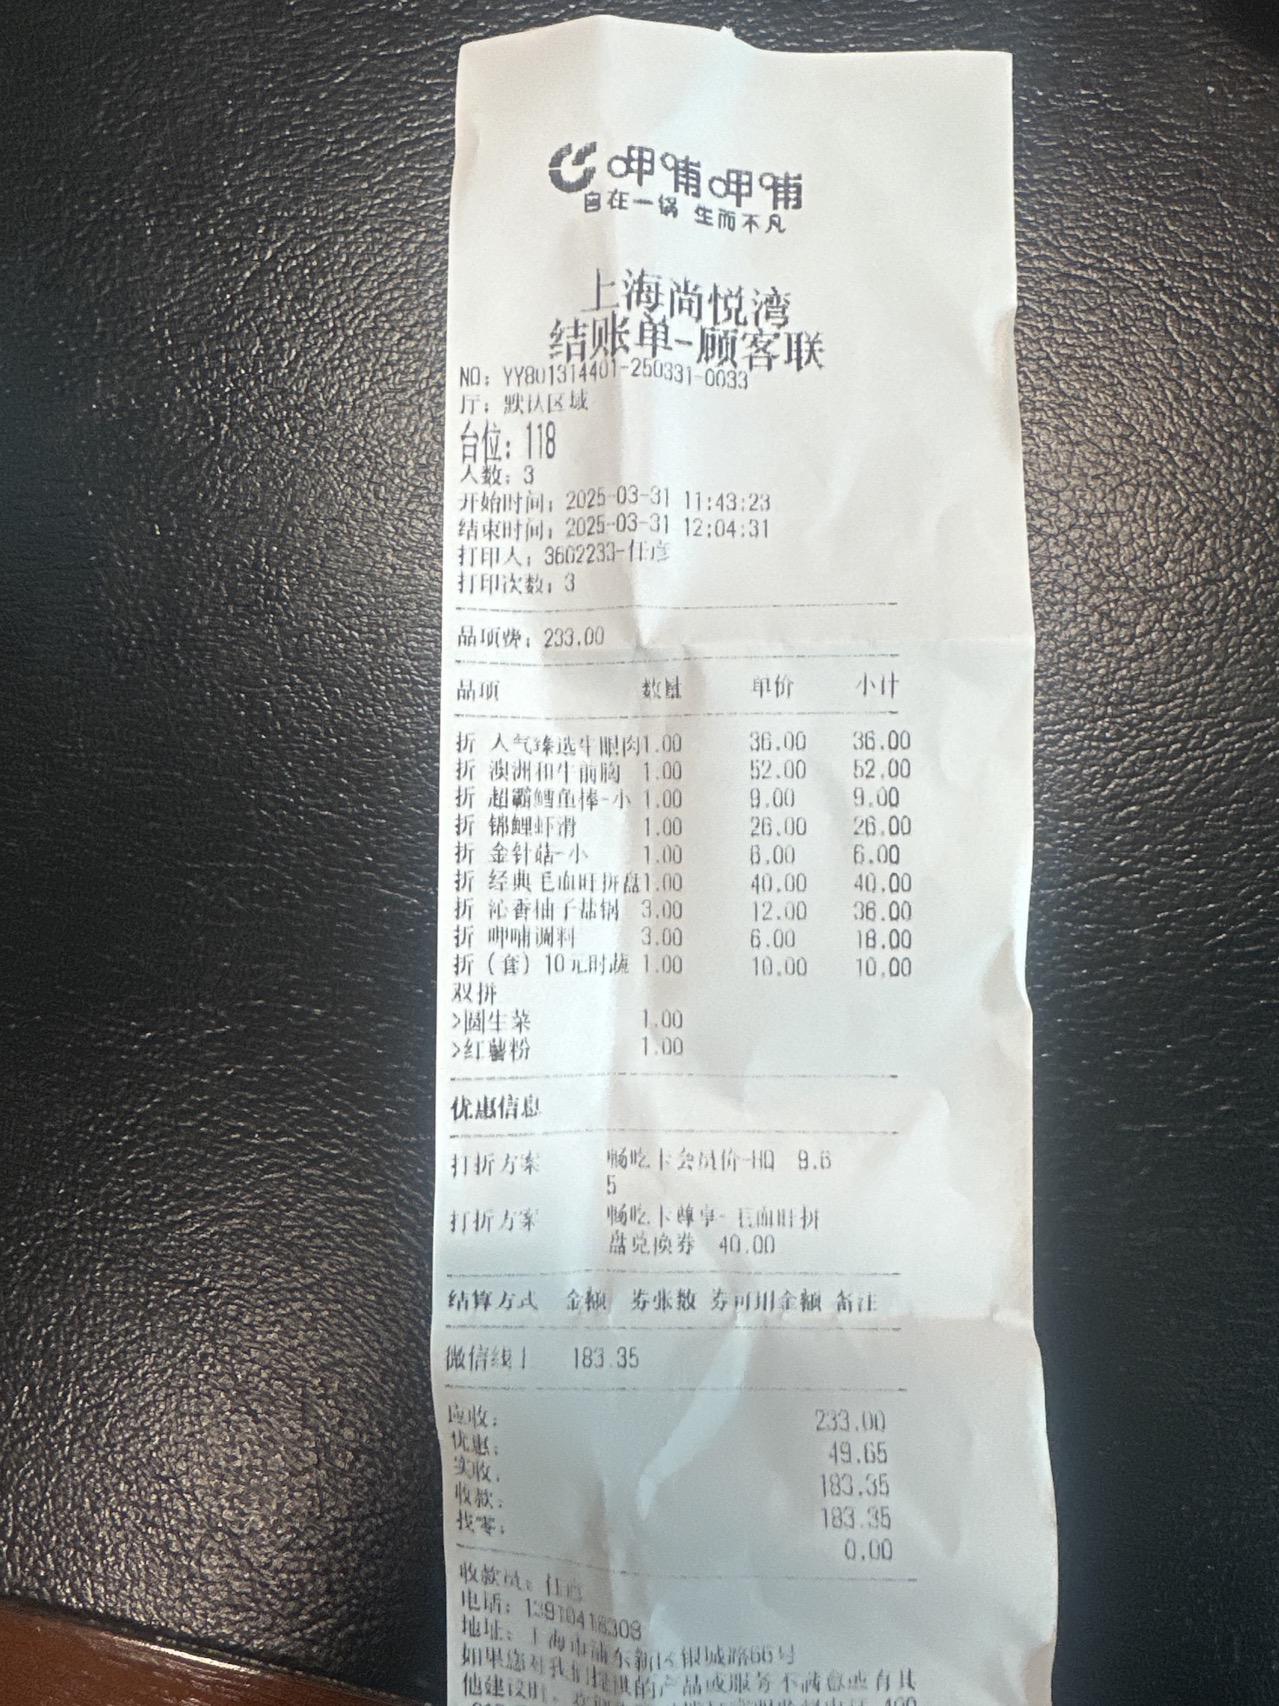 呷哺呷哺
自在一锅 生而不凡
上海尚悦湾
结账单-顾客联
NO: YY801314401-250331-0033
厅: 默认区域
台位: 118
人数: 3
开始时间: 2025-03-31 11:43:23
结束时间: 2025-03-31 12:04:31
打印人: 3602233-任彦
打印次数: 3
品项费: 233.00
品项 数量 单价 小计
折 人气臻选牛眼肉1.00 36.00 36.00
折 澳洲和牛前胸 1.00 52.00 52.00
折 超霸鳕鱼棒-小 1.00 9.00 9.00
折 锦鲤虾滑 1.00 26.00 26.00
折 金针菇-小 1.00 6.00 6.00
折 经典毛血旺拼盘1.00 40.00 40.00
折 沁香柚子菇锅 3.00 12.00 36.00
折 呷哺调料 3.00 6.00 18.00
折 (套) 10元时蔬 1.00 10.00 10.00
双拼
>圆生菜 1.00
>红薯粉 1.00
优惠信息
打折方案 畅吃卡会员价-HQ 9.6
5
打折方案 畅吃卡尊享-毛血旺拼
盘兑换券 40.00
结算方式 金额 券张数 券可用金额 备注
微信线上 183.35
应收: 233.00
优惠: 49.65
实收: 183.35
收款: 183.35
找零: 0.00
收款员: 任彦
电话: 13910418309
地址: 上海市浦东新区银城路66号
如果您对我们提供的产品或服务不满意或有其
他建议时,